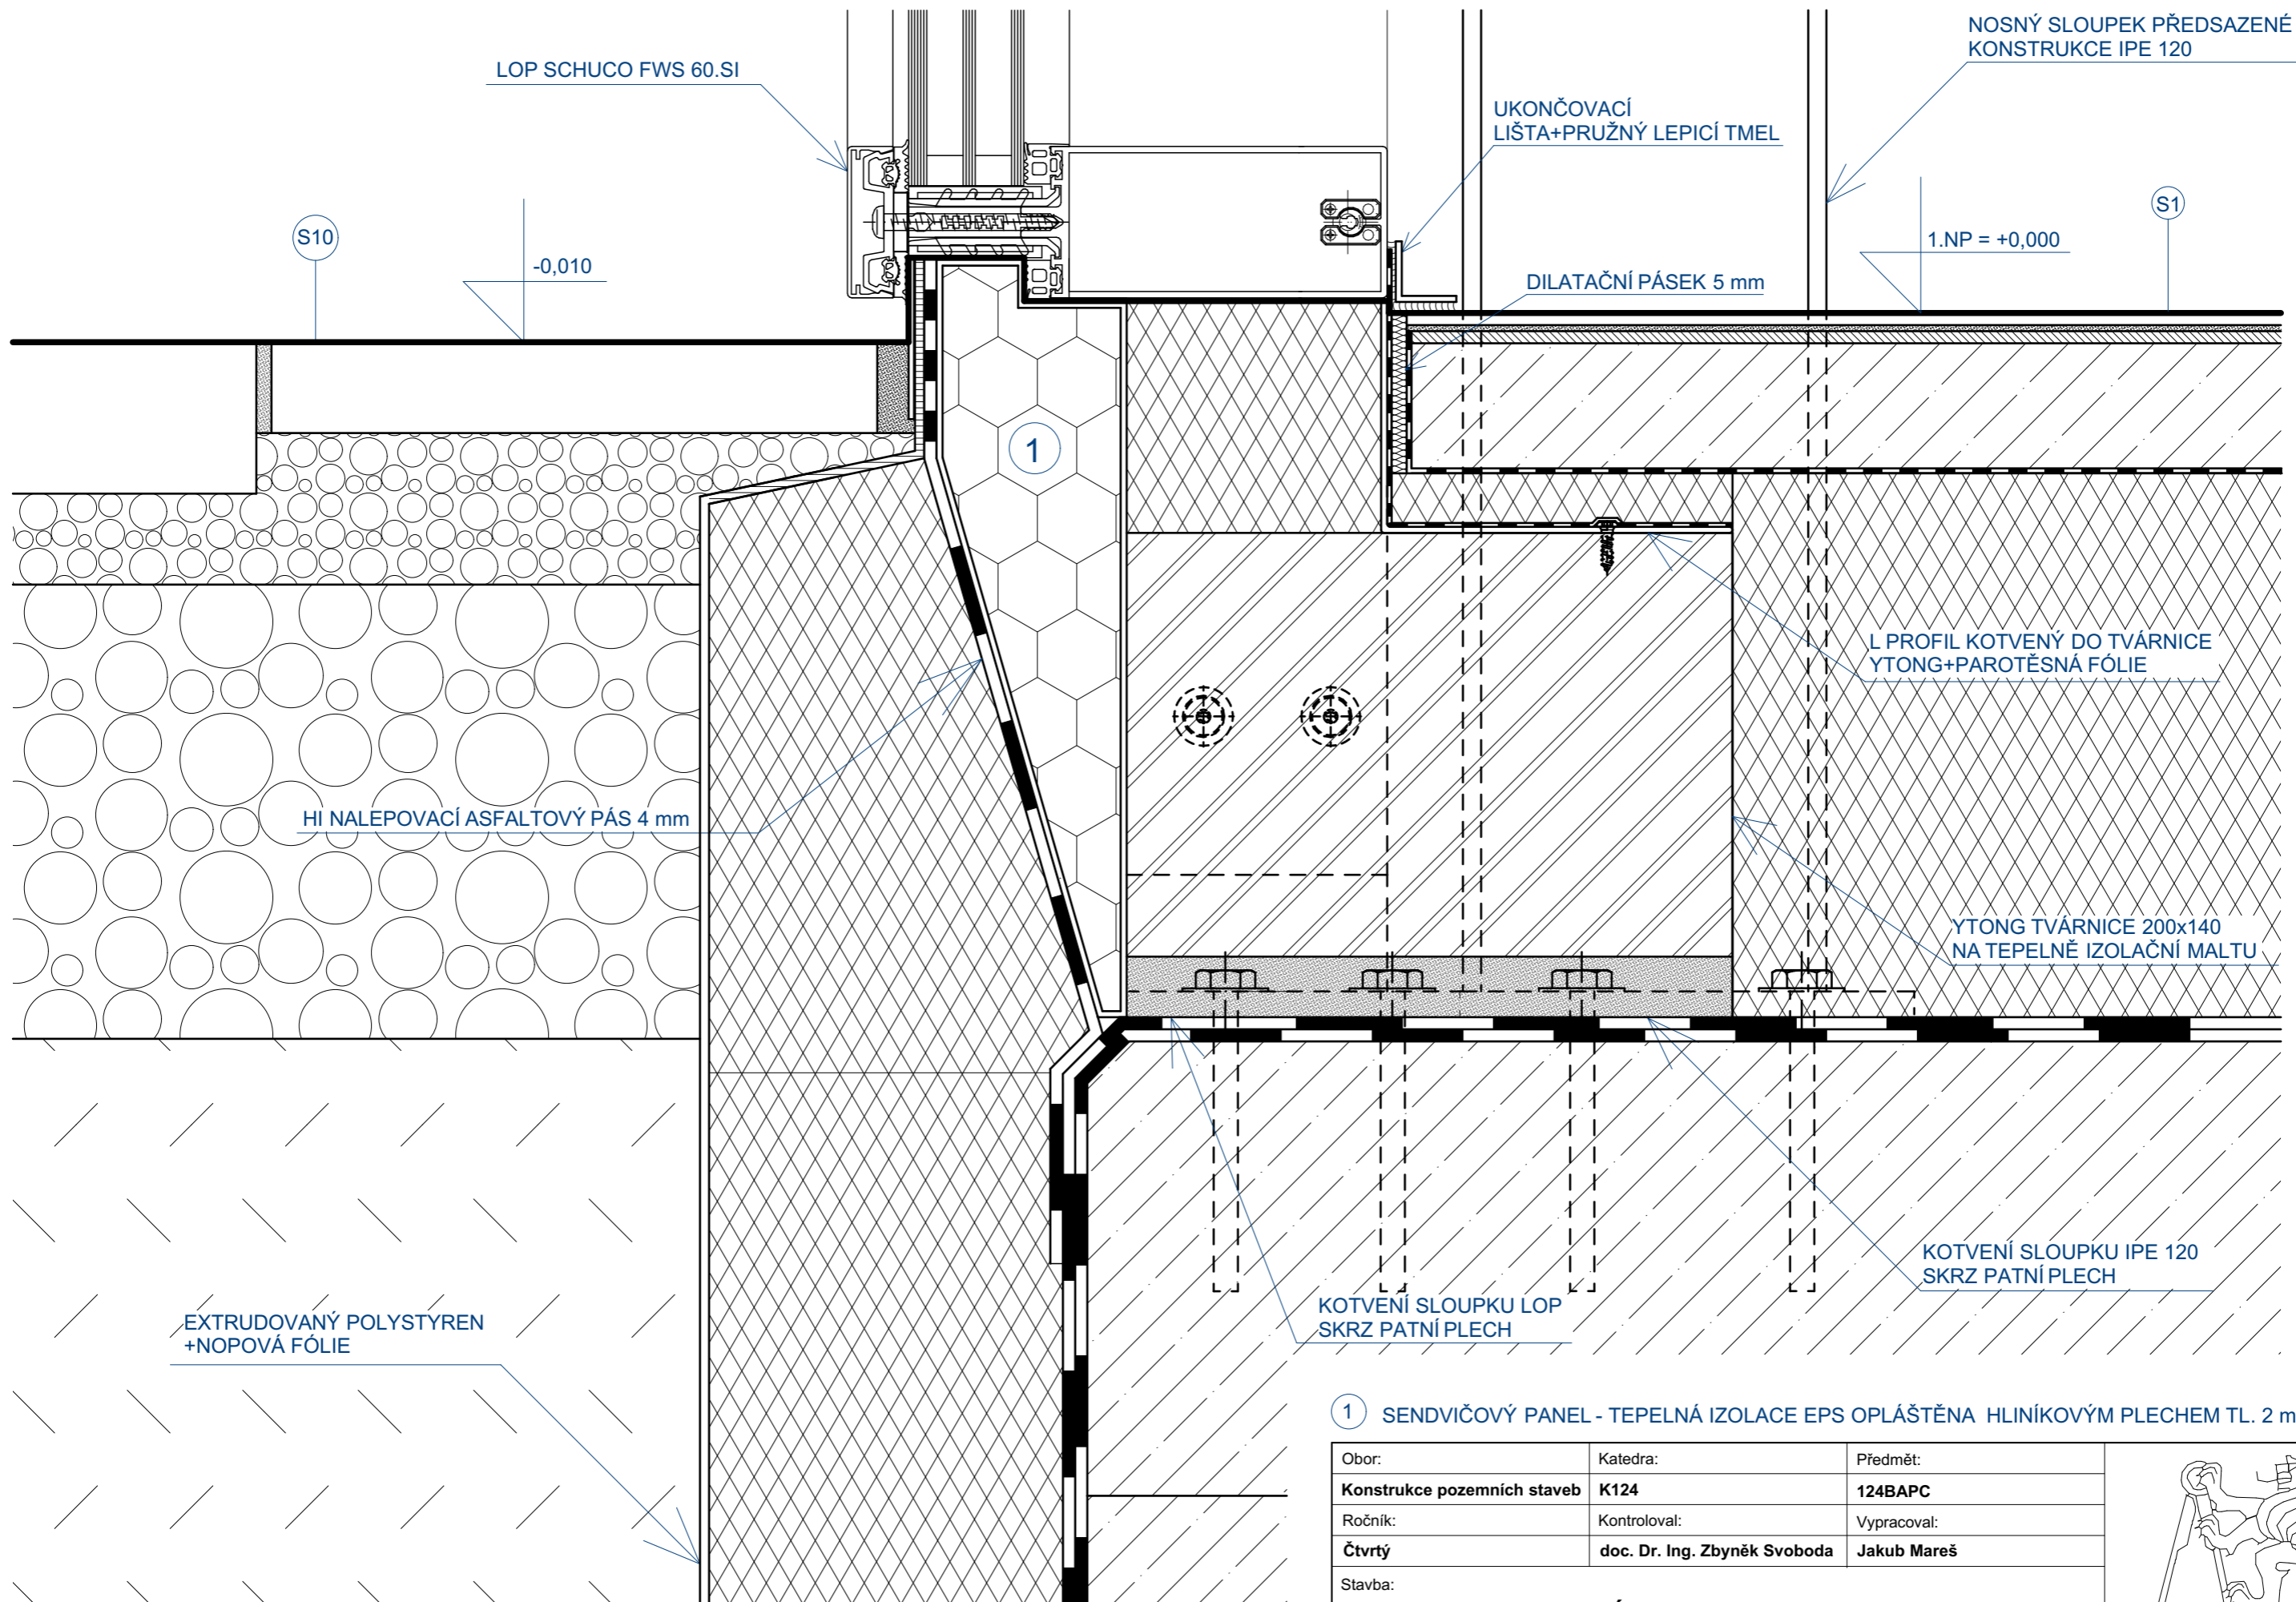 NOSNÝ SLOUPEK PŘEDSAZENÉ
KONSTRUKCE IPE 120
LOP SCHUCO FWS 60.SI
UKONČOVACÍ
LIŠTA+PRUŽNÝ LEPICÍ TMEL
S10
S1
-0,010
1.NP = +0,000
DILATAČNÍ PÁSEK 5 mm
1
L PROFIL KOTVENÝ DO TVÁRNICE
YTONG+PAROTĚSNÁ FÓLIE
HI NALEPOVACÍ ASFALTOVÝ PÁS 4 mm
YTONG TVÁRNICE 200x140
NA TEPELNĚ IZOLAČNÍ MALTU
KOTVENÍ SLOUPKU IPE 120
SKRZ PATNÍ PLECH
KOTVENÍ SLOUPKU LOP
SKRZ PATNÍ PLECH
EXTRUDOVANÝ POLYSTYREN
+NOPOVÁ FÓLIE
1 SENDVIČOVÝ PANEL - TEPELNÁ IZOLACE EPS OPLÁŠTĚNA HLINÍKOVÝM PLECHEM TL. 2 m
Obor: Katedra: Předmět:
Konstrukce pozemních staveb K124 124BAPC
Ročník: Kontroloval: Vypracoval:
Čtvrtý doc. Dr. Ing. Zbyněk Svoboda Jakub Mareš
Stavba: